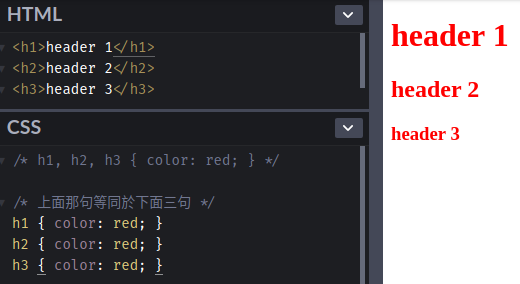 HTML
<h1>header 1</h1>
<h2>header 2</h2>
<h3>header 3</h3>
CSS
/* h1, h2, h3 { color: red; } */
/* 上面那句等同於下面三句 */
h1 { color: red; }
h2 { color: red; }
h3 { color: red; }
header 1
header 2
header 3